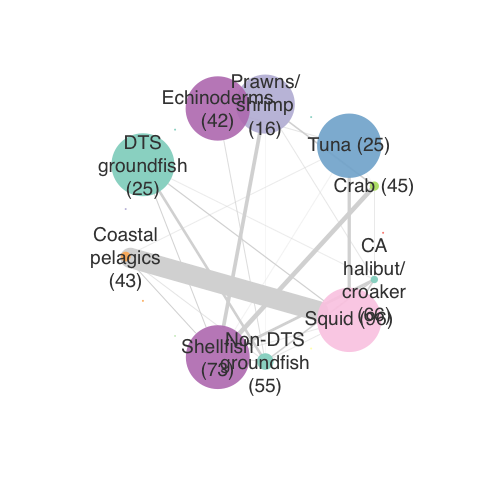 Prawns/
shrimp
(16)
Echinoderms
(42)
Tuna (25)
DTS
groundfish
(25)
Crab (45)
Coastal
pelagics
(43)
CA
halibut/
croaker
(66)
Squid (96)
Shellfish
(73)
Non-DTS
groundfish
(55)